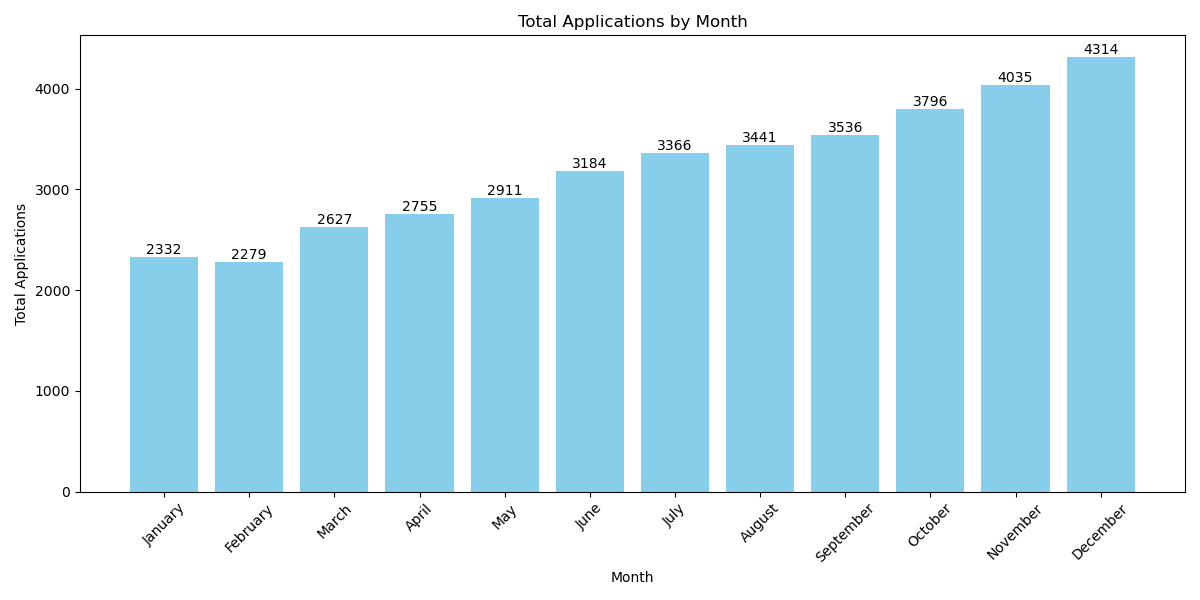 Total Applications by Month
Total Applications
4000
3000
2000
1000
0
2332
2279
2627
2755
2911
3184
3366
3441
3536
3796
4035
4314
January
February
March
April
May
June
July
August
September
October
November
December
Month